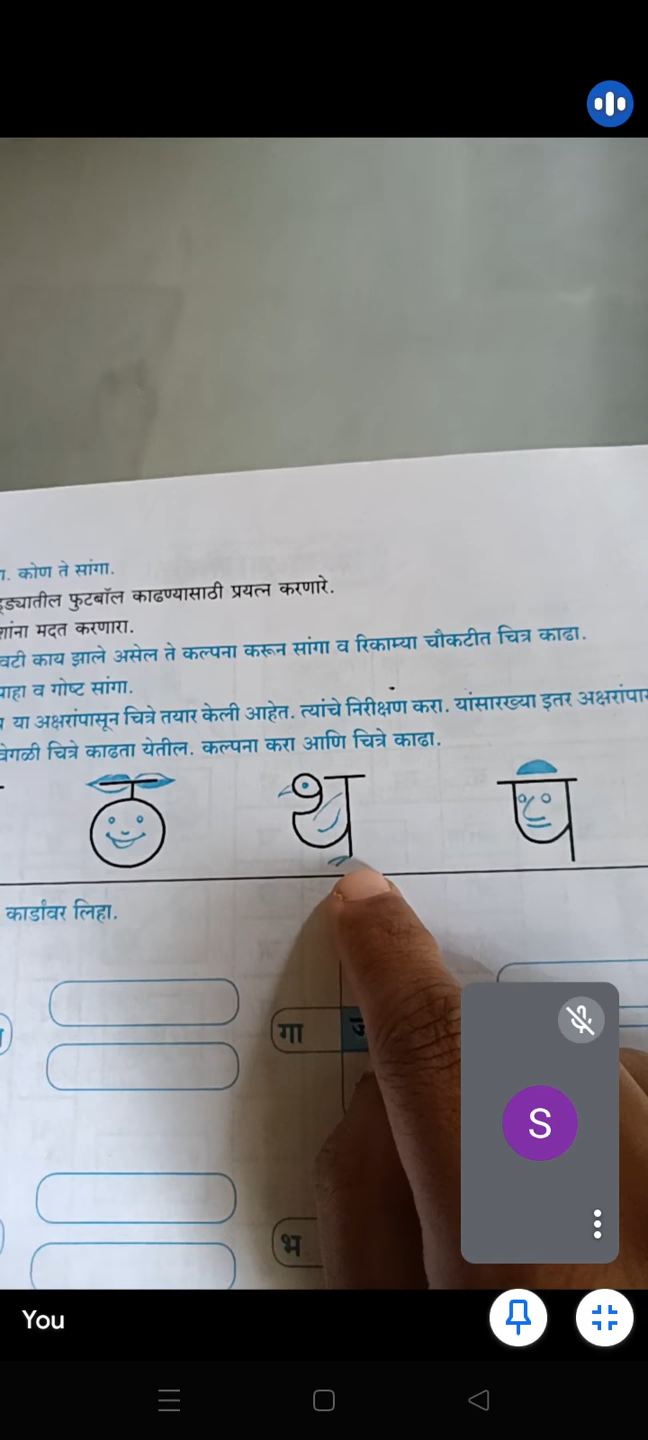 कोण ते सांगा.
फुटबॉल काढण्यासाठी प्रयत्न करणारे.
मदत करणारा.
काय झाले असेल ते कल्पना करून सांगा व रिकाम्या चौकटीत चित्र काढा.
व गोष्ट सांगा.
या अक्षरांपासून चित्रे तयार केली आहेत. त्यांचे निरीक्षण करा. यांसारख्या इतर
चित्रे काढता येतील. कल्पना करा आणि चित्रे काढा.
ठ थ प
कार्डांवर लिहा.
गा
भ
S
You